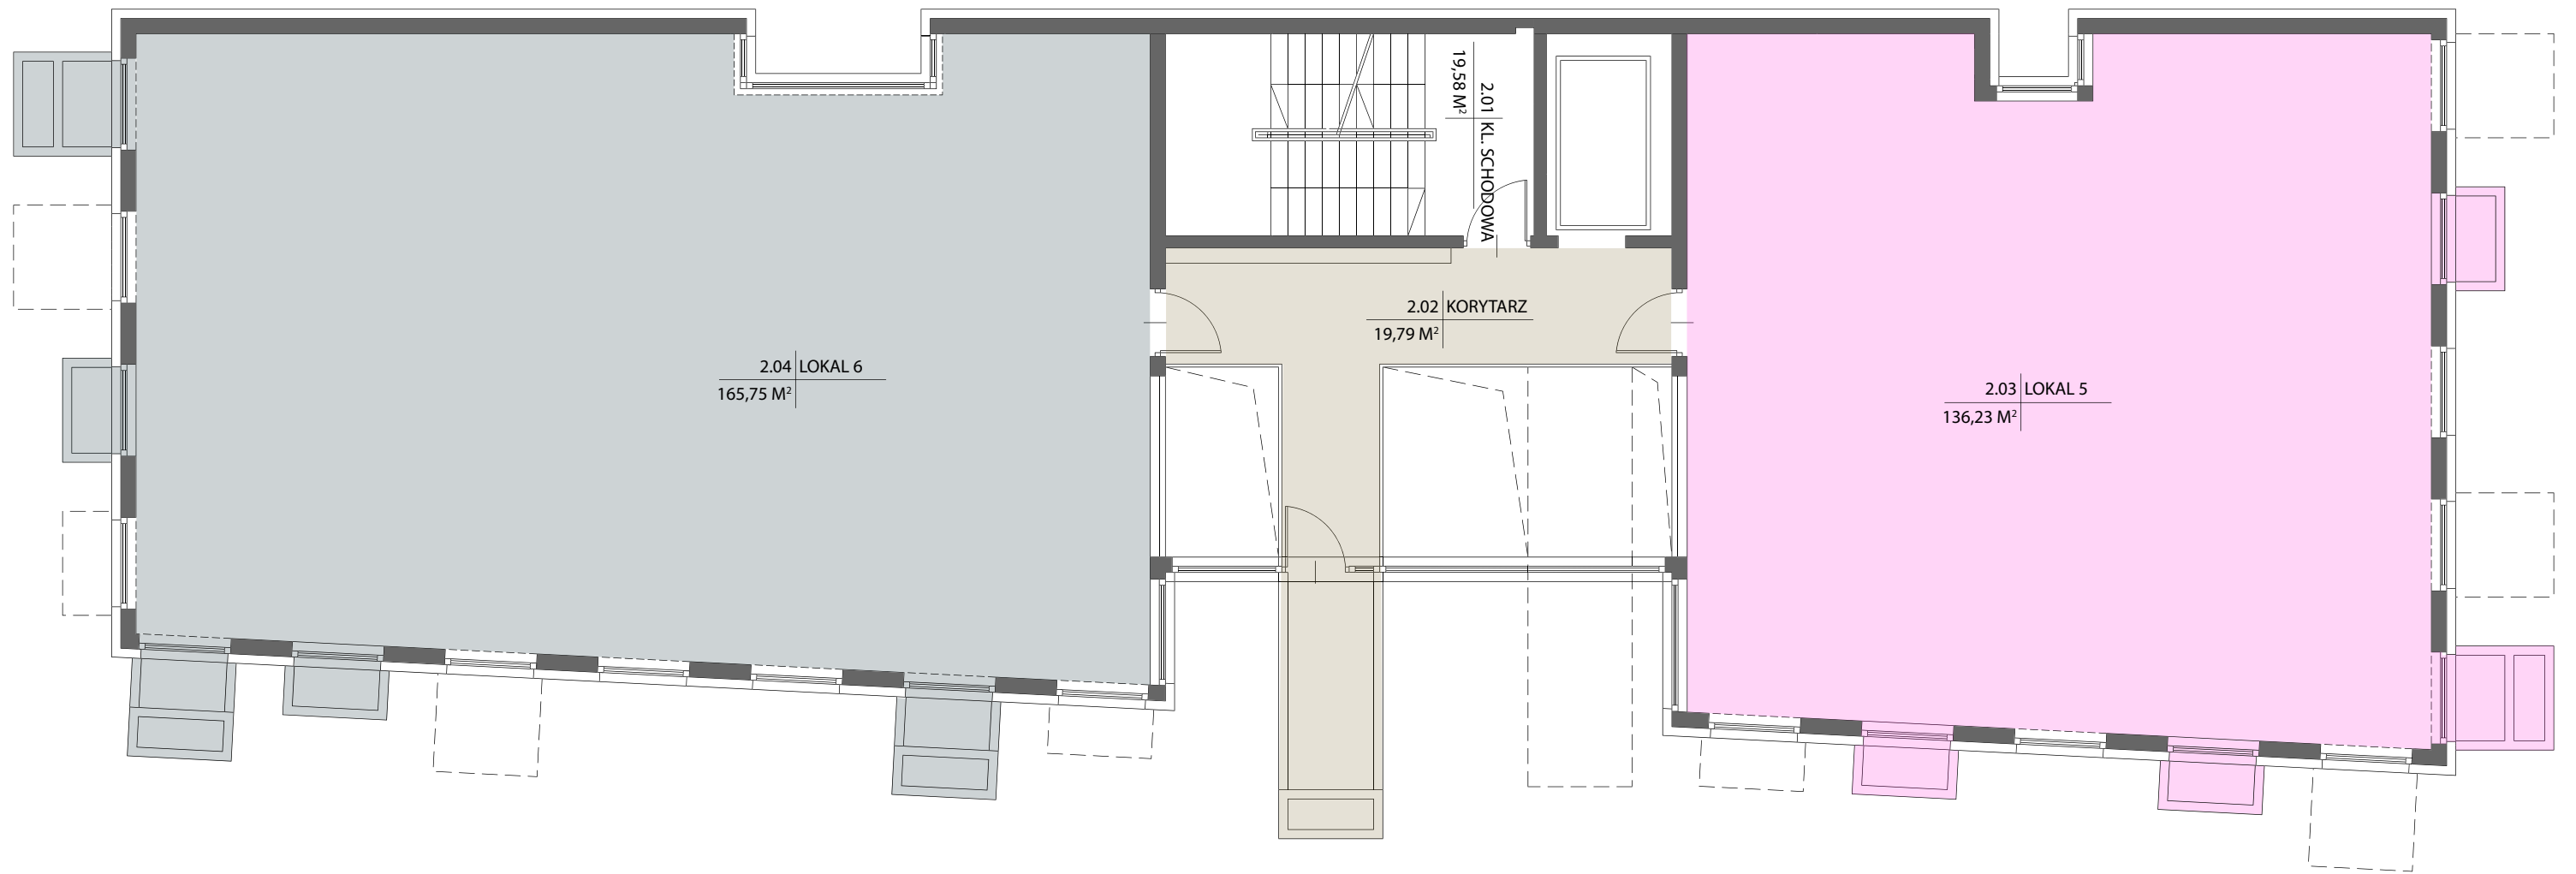 2.01 KL. SCHODOWA
19,58 M²
2.02 KORYTARZ
19,79 M²
2.04 LOKAL 6
165,75 M²
2.03 LOKAL 5
136,23 M²